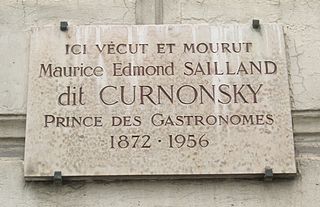 ICI VÉCUT ET MOURUT
Maurice Edmond SAILLAND
dit CURNONSKY
PRINCE DES GASTRONOMES
1872 · 1956